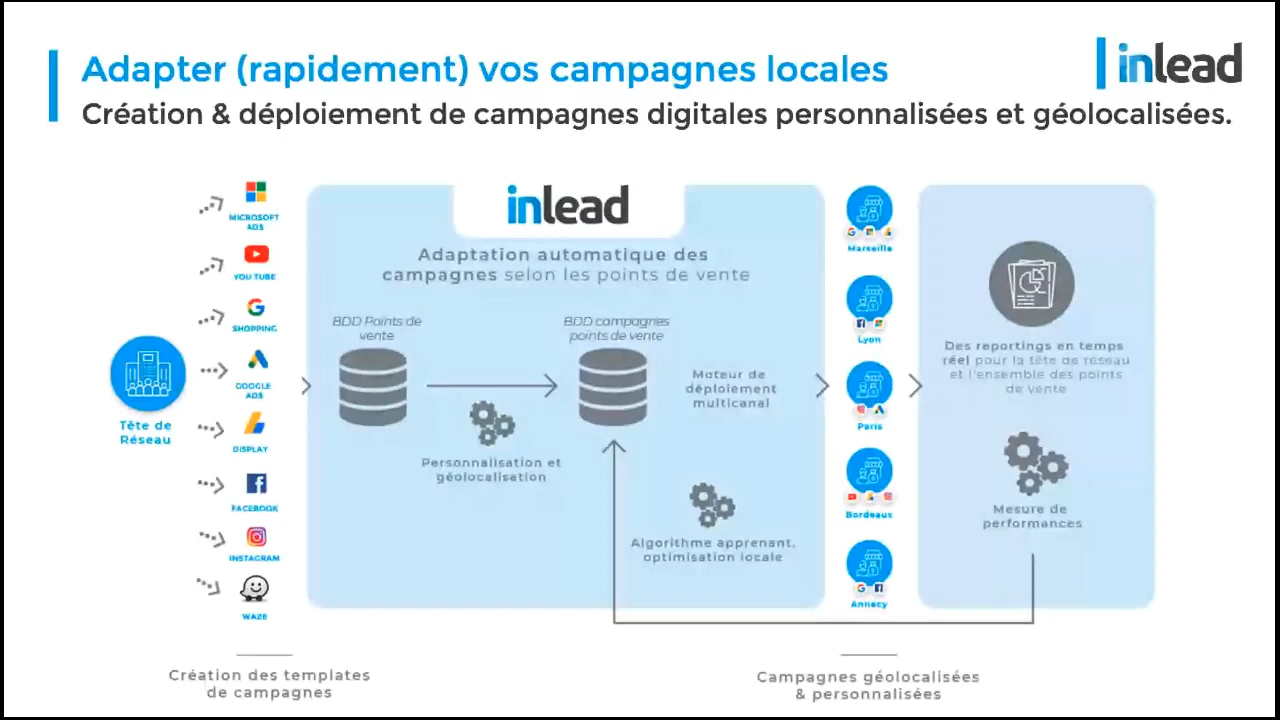 Adapter (rapidement) vos campagnes locales
inlead
Création & déploiement de campagnes digitales personnalisées et géolocalisées.
Tête de
Réseau
MICROSOFT
ADS
YOU TUBE
SHOPPING
GOOGLE
ADS
DISPLAY
FACEBOOK
INSTAGRAM
WAZE
inlead
Adaptation automatique des
campagnes selon les points de vente
BDD Points de
vente
BDD campagnes
points de vente
Personnalisation et
géolocalisation
Moteur de
déploiement
multicanal
Algorithme apprenant,
optimisation locale
Marseille
Lyon
Paris
Bordeaux
Annecy
Des reportings en temps
réel pour la tête de réseau
et l'ensemble des points
de vente
Mesure de
performances
Création des templates
de campagnes
Campagnes géolocalisées
& personnalisées